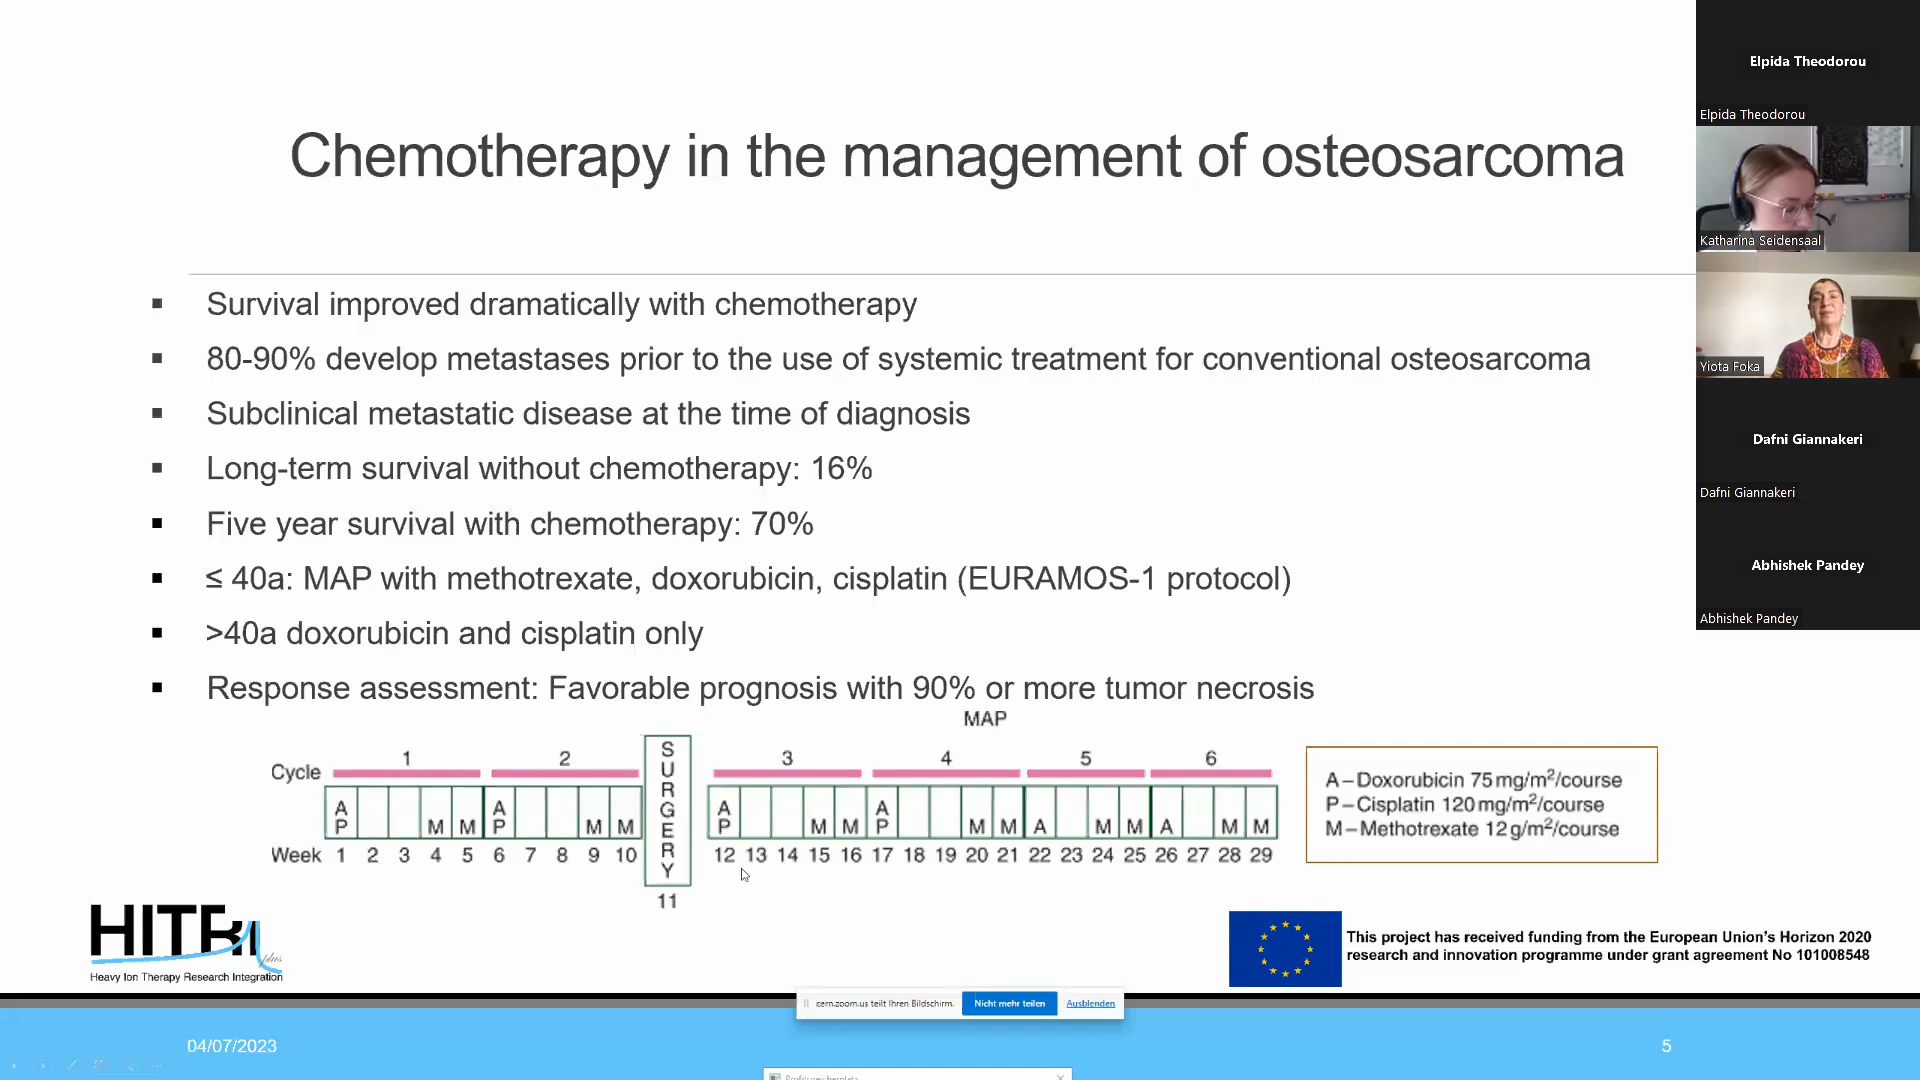 Chemotherapy in the management of osteosarcoma
Survival improved dramatically with chemotherapy
80-90% develop metastases prior to the use of systemic treatment for conventional osteosarcoma
Subclinical metastatic disease at the time of diagnosis
Long-term survival without chemotherapy: 16%
Five year survival with chemotherapy: 70%
≤ 40a: MAP with methotrexate, doxorubicin, cisplatin (EURAMOS-1 protocol)
>40a doxorubicin and cisplatin only
Response assessment: Favorable prognosis with 90% or more tumor necrosis
MAP
Cycle 1 2 3 4 5 6
SURGERY
A A A A
P M M P M M P M M P M M A M M A M M
Week 1 2 3 4 5 6 7 8 9 10 12 13 14 15 16 17 18 19 20 21 22 23 24 25 26 27 28 29
11
A – Doxorubicin 75 mg/m²/course
P – Cisplatin 120 mg/m²/course
M – Methotrexate 12 g/m²/course
HITRI plus
Heavy Ion Therapy Research Integration
This project has received funding from the European Union's Horizon 2020
research and innovation programme under grant agreement No 101008548
cern.zoom.us teilt Ihren Bildschirm. Nicht mehr teilen Ausblenden
04/07/2023
5
Elpida Theodorou
Elpida Theodorou
Katharina Seidensaal
Yiota Foka
Dafni Giannakeri
Dafni Giannakeri
Abhishek Pandey
Abhishek Pandey